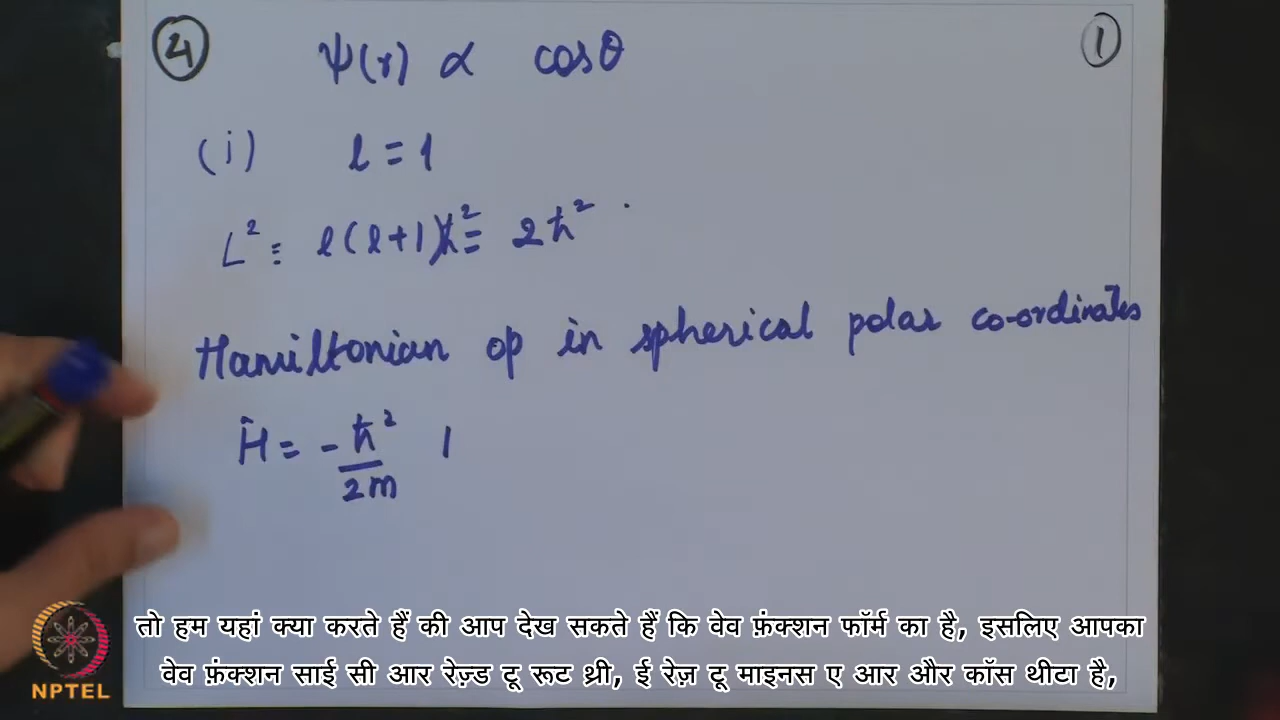 4 ψ(r) ∝ cosθ 1
(i) l = 1
L² = l(l+1)ħ² = 2ħ²
Hamiltonian op in spherical polar co-ordinates
Ĥ = -ħ²/2m
तो हम यहां क्या करते हैं की आप देख सकते हैं कि वेव फ़ंक्शन फॉर्म का है, इसलिए आपका
वेव फ़ंक्शन साई सी आर रेज़्ड टू रूट थ्री, ई रेज़ टू माइनस ए आर और कॉस थीटा है,
NPTEL